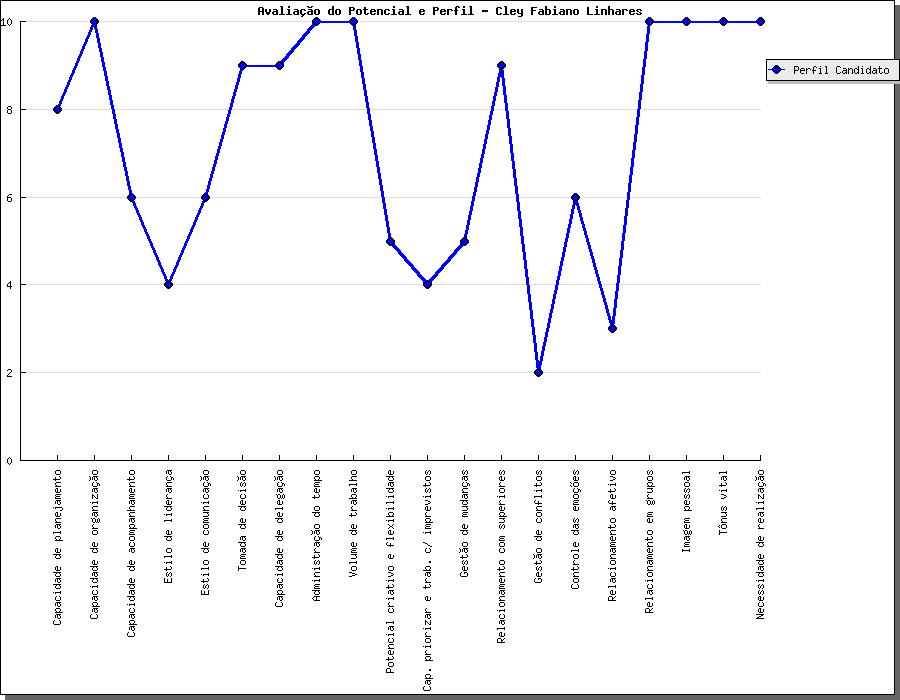 Avaliação do Potencial e Perfil - Cley Fabiano Linhares
10
8
6
4
2
0
Perfil Candidato
Capacidade de planejamento
Capacidade de organização
Capacidade de acompanhamento
Estilo de liderança
Estilo de comunicação
Tomada de decisão
Capacidade de delegação
Administração do tempo
Volume de trabalho
Potencial criativo e flexibilidade
Cap. priorizar e trab. c/ imprevistos
Gestão de mudanças
Relacionamento com superiores
Gestão de conflitos
Controle das emoções
Relacionamento afetivo
Relacionamento em grupos
Imagem pessoal
Tônus vital
Necessidade de realização